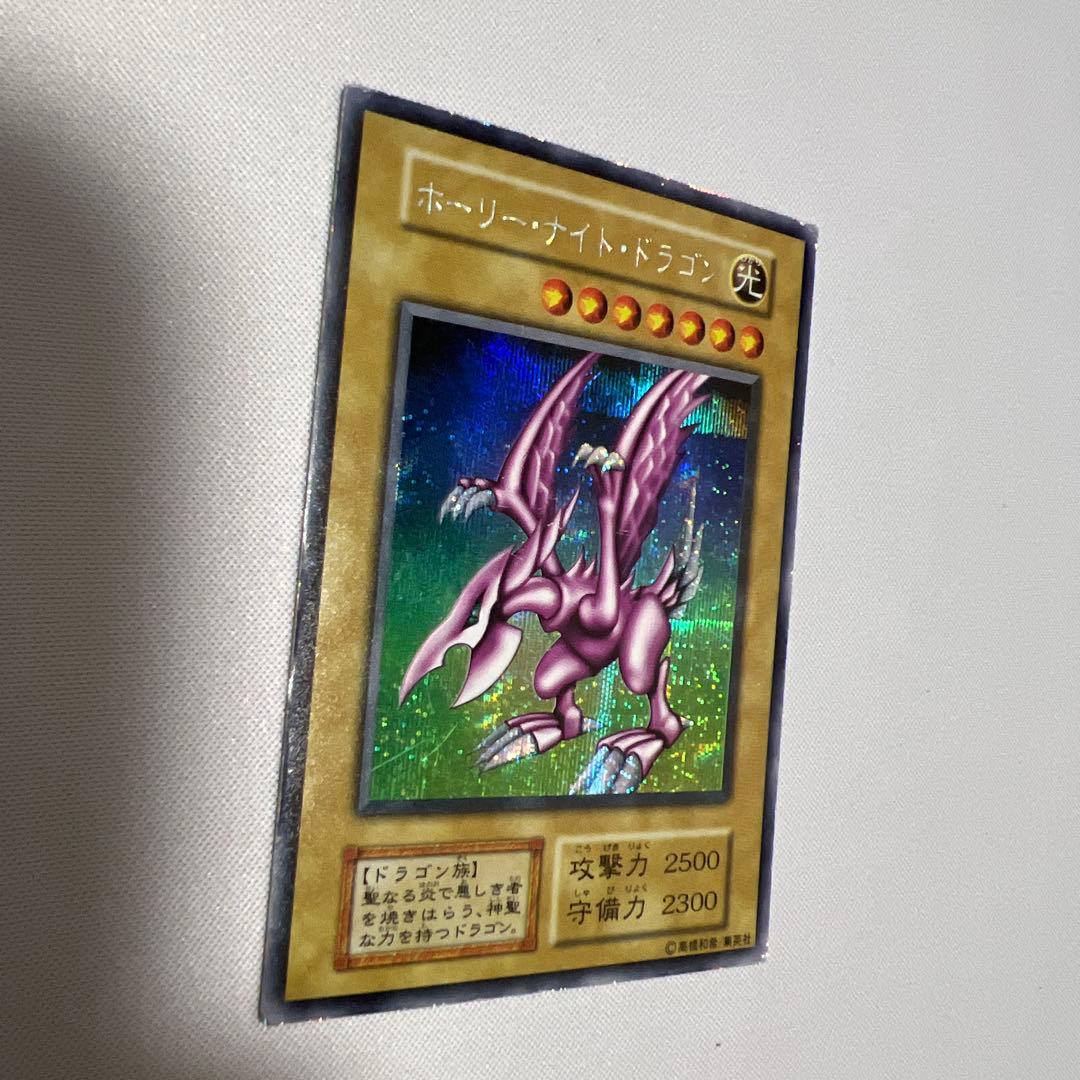 ホーリー・ナイト・ドラゴン
光
【ドラゴン族】
聖なる炎で悪しき者
を焼きはらう、神聖
な力を持つドラゴン。
攻撃力 2500
守備力 2300
©高橋和希/集英社